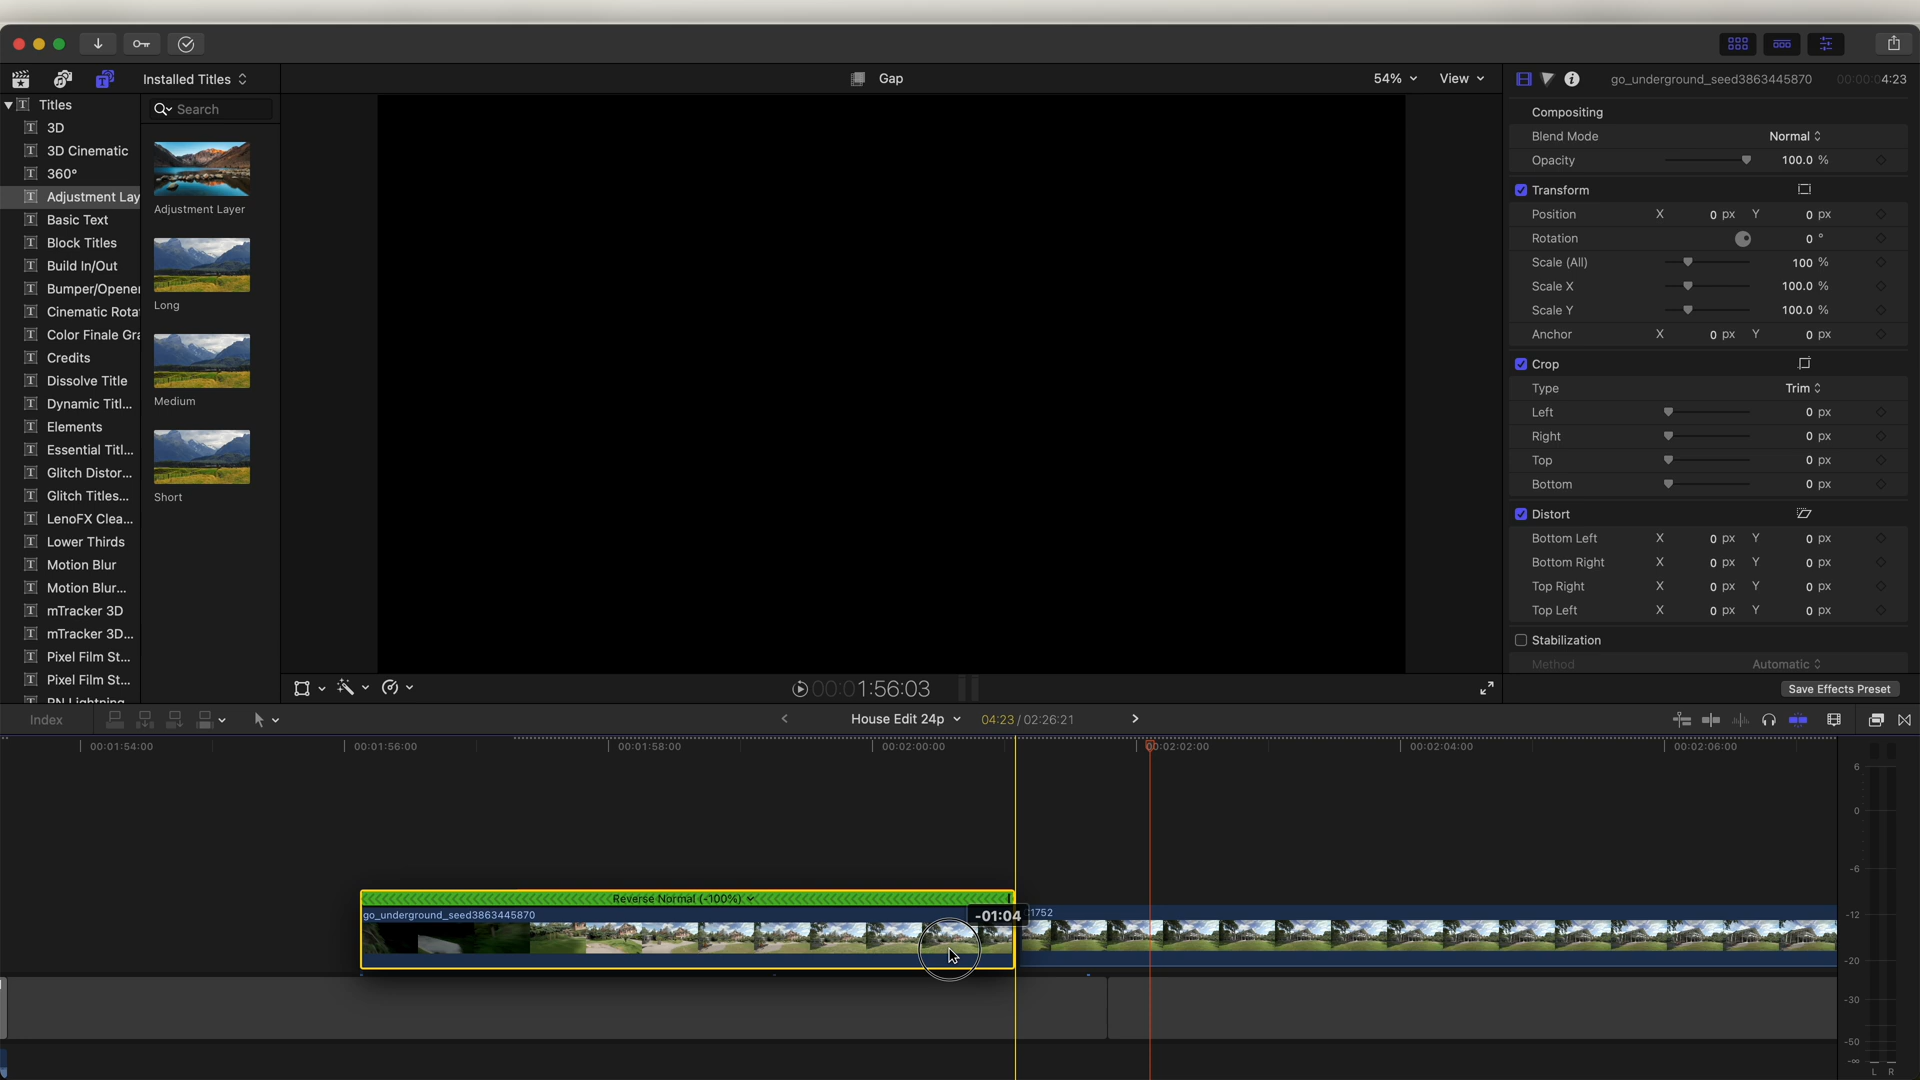 Installed Titles
Gap
54%
View
go_underground_seed3863445870
00:00:04:23
Titles
3D
3D Cinematic
360°
Adjustment Lay
Basic Text
Block Titles
Build In/Out
Bumper/Opene
Cinematic Rota
Color Finale Gra
Credits
Dissolve Title
Dynamic Titl...
Elements
Essential Titl...
Glitch Distor...
Glitch Titles...
LenoFX Clea...
Lower Thirds
Motion Blur
Motion Blur...
mTracker 3D
mTracker 3D...
Pixel Film St...
Pixel Film St...
Search
Adjustment Layer
Long
Medium
Short
Compositing
Blend Mode Normal
Opacity 100.0 %
Transform
Position X 0 px Y 0 px
Rotation 0 °
Scale (All) 100 %
Scale X 100.0 %
Scale Y 100.0 %
Anchor X 0 px Y 0 px
Crop
Type Trim
Left 0 px
Right 0 px
Top 0 px
Bottom 0 px
Distort
Bottom Left X 0 px Y 0 px
Bottom Right X 0 px Y 0 px
Top Right X 0 px Y 0 px
Top Left X 0 px Y 0 px
Stabilization
Method Automatic
Save Effects Preset
00:01:56:03
Index
House Edit 24p
04:23 / 02:26:21
00:01:54:00
00:01:56:00
00:01:58:00
00:02:00:00
00:02:02:00
00:02:04:00
00:02:06:00
Reverse Normal (-100%)
go_underground_seed3863445870
-01:04
1752
6
0
-6
-12
-20
-30
-50
-∞
L R